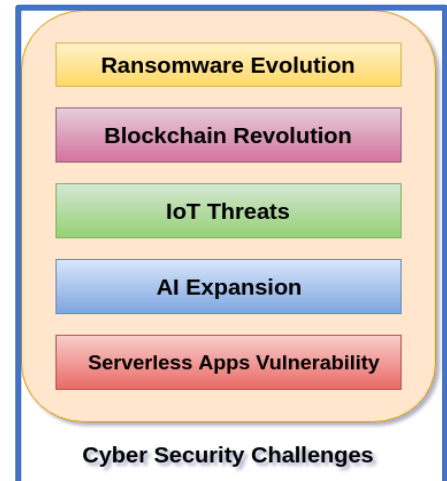 Ransomware Evolution
Blockchain Revolution
IoT Threats
AI Expansion
Serverless Apps Vulnerability
Cyber Security Challenges